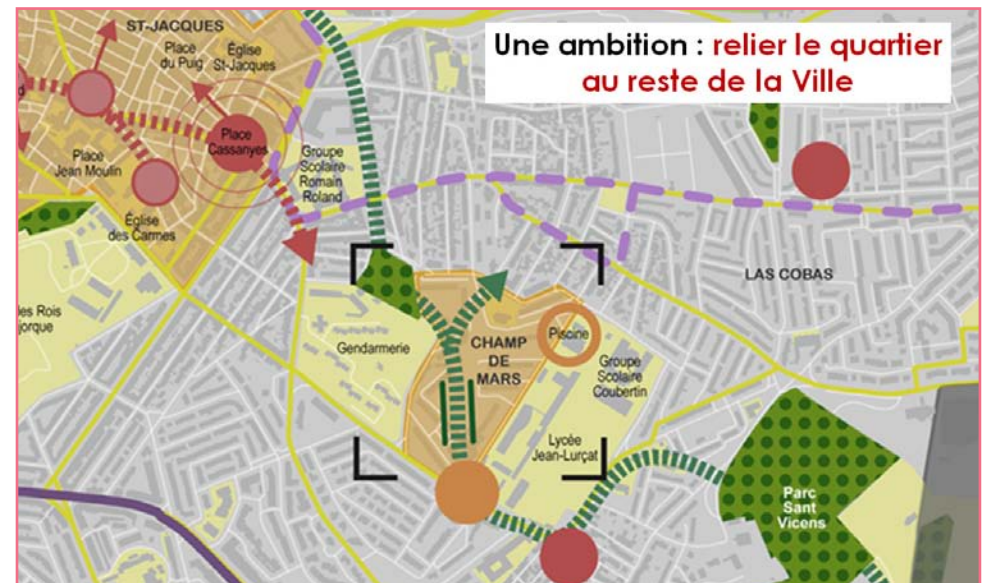 ST-JACQUES
Place
du Puig
Église
St-Jacques
Une ambition : relier le quartier
au reste de la Ville
Place
Cassanyes
Place
Jean Moulin
Groupe
Scolaire
Romain
Roland
Église
des Carmes
LAS COBAS
les Rois
jorque
Gendarmerie
CHAMP
DE
MARS
Piscine
Groupe
Scolaire
Coubertin
Lycée
Jean-Lurçat
Parc
Sant
Vicens